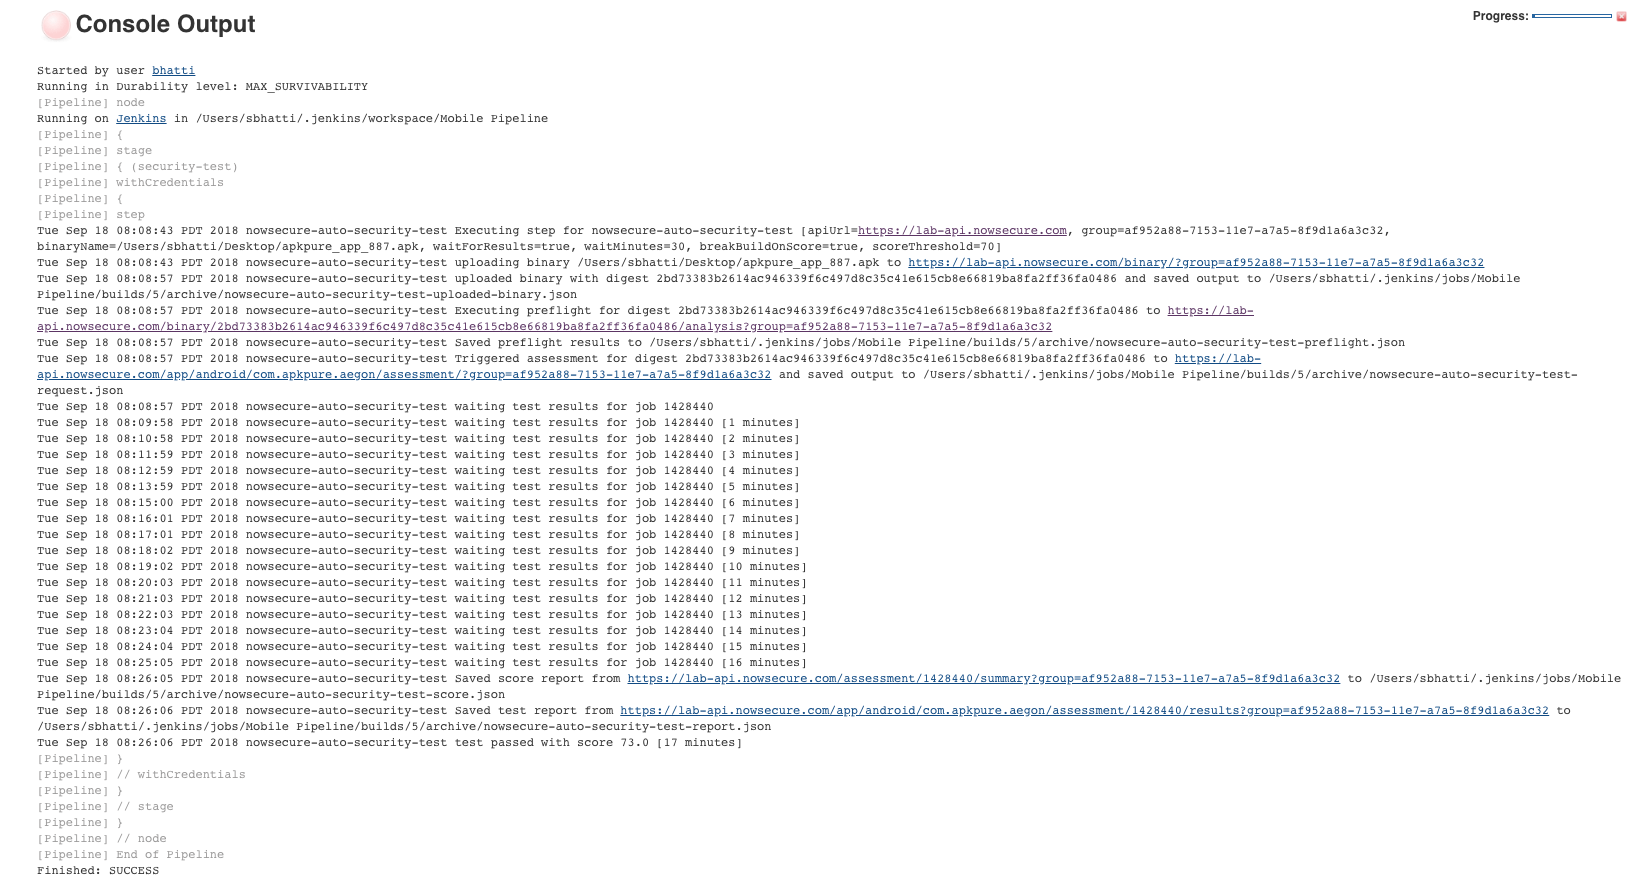 Console Output
Progress:
Started by user bhatti
Running in Durability level: MAX_SURVIVABILITY
[Pipeline] node
Running on Jenkins in /Users/sbhatti/.jenkins/workspace/Mobile Pipeline
[Pipeline] {
[Pipeline] stage
[Pipeline] { (security-test)
[Pipeline] withCredentials
[Pipeline] {
[Pipeline] step
Tue Sep 18 08:08:43 PDT 2018 nowsecure-auto-security-test Executing step for nowsecure-auto-security-test [apiUrl=https://lab-api.nowsecure.com, group=af952a88-7153-11e7-a7a5-8f9d1a6a3c32,
binaryName=/Users/sbhatti/Desktop/apkpure_app_887.apk, waitForResults=true, waitMinutes=30, breakBuildOnScore=true, scoreThreshold=70]
Tue Sep 18 08:08:43 PDT 2018 nowsecure-auto-security-test uploading binary /Users/sbhatti/Desktop/apkpure_app_887.apk to https://lab-api.nowsecure.com/binary/?group=af952a88-7153-11e7-a7a5-8f9d1a6a3c32
Tue Sep 18 08:08:57 PDT 2018 nowsecure-auto-security-test uploaded binary with digest 2bd73383b2614ac946339f6c497d8c35c41e615cb8e66819ba8fa2ff36fa0486 and saved output to /Users/sbhatti/.jenkins/jobs/Mobile
Pipeline/builds/5/archive/nowsecure-auto-security-test-uploaded-binary.json
Tue Sep 18 08:08:57 PDT 2018 nowsecure-auto-security-test Executing preflight for digest 2bd73383b2614ac946339f6c497d8c35c41e615cb8e66819ba8fa2ff36fa0486 to https://lab-
api.nowsecure.com/binary/2bd73383b2614ac946339f6c497d8c35c41e615cb8e66819ba8fa2ff36fa0486/analysis?group=af952a88-7153-11e7-a7a5-8f9d1a6a3c32
Tue Sep 18 08:08:57 PDT 2018 nowsecure-auto-security-test Saved preflight results to /Users/sbhatti/.jenkins/jobs/Mobile Pipeline/builds/5/archive/nowsecure-auto-security-test-preflight.json
Tue Sep 18 08:08:57 PDT 2018 nowsecure-auto-security-test Triggered assessment for digest 2bd73383b2614ac946339f6c497d8c35c41e615cb8e66819ba8fa2ff36fa0486 to https://lab-
api.nowsecure.com/app/android/com.apkpure.aegon/assessment/?group=af952a88-7153-11e7-a7a5-8f9d1a6a3c32 and saved output to /Users/sbhatti/.jenkins/jobs/Mobile Pipeline/builds/5/archive/nowsecure-auto-security-test-
request.json
Tue Sep 18 08:08:57 PDT 2018 nowsecure-auto-security-test waiting test results for job 1428440
Tue Sep 18 08:09:58 PDT 2018 nowsecure-auto-security-test waiting test results for job 1428440 [1 minutes]
Tue Sep 18 08:10:58 PDT 2018 nowsecure-auto-security-test waiting test results for job 1428440 [2 minutes]
Tue Sep 18 08:11:59 PDT 2018 nowsecure-auto-security-test waiting test results for job 1428440 [3 minutes]
Tue Sep 18 08:12:59 PDT 2018 nowsecure-auto-security-test waiting test results for job 1428440 [4 minutes]
Tue Sep 18 08:13:59 PDT 2018 nowsecure-auto-security-test waiting test results for job 1428440 [5 minutes]
Tue Sep 18 08:15:00 PDT 2018 nowsecure-auto-security-test waiting test results for job 1428440 [6 minutes]
Tue Sep 18 08:16:01 PDT 2018 nowsecure-auto-security-test waiting test results for job 1428440 [7 minutes]
Tue Sep 18 08:17:01 PDT 2018 nowsecure-auto-security-test waiting test results for job 1428440 [8 minutes]
Tue Sep 18 08:18:02 PDT 2018 nowsecure-auto-security-test waiting test results for job 1428440 [9 minutes]
Tue Sep 18 08:19:02 PDT 2018 nowsecure-auto-security-test waiting test results for job 1428440 [10 minutes]
Tue Sep 18 08:20:03 PDT 2018 nowsecure-auto-security-test waiting test results for job 1428440 [11 minutes]
Tue Sep 18 08:21:03 PDT 2018 nowsecure-auto-security-test waiting test results for job 1428440 [12 minutes]
Tue Sep 18 08:22:03 PDT 2018 nowsecure-auto-security-test waiting test results for job 1428440 [13 minutes]
Tue Sep 18 08:23:04 PDT 2018 nowsecure-auto-security-test waiting test results for job 1428440 [14 minutes]
Tue Sep 18 08:24:04 PDT 2018 nowsecure-auto-security-test waiting test results for job 1428440 [15 minutes]
Tue Sep 18 08:25:05 PDT 2018 nowsecure-auto-security-test waiting test results for job 1428440 [16 minutes]
Tue Sep 18 08:26:05 PDT 2018 nowsecure-auto-security-test Saved score report from https://lab-api.nowsecure.com/assessment/1428440/summary?group=af952a88-7153-11e7-a7a5-8f9d1a6a3c32 to /Users/sbhatti/.jenkins/jobs/Mobile
Pipeline/builds/5/archive/nowsecure-auto-security-test-score.json
Tue Sep 18 08:26:06 PDT 2018 nowsecure-auto-security-test Saved test report from https://lab-api.nowsecure.com/app/android/com.apkpure.aegon/assessment/1428440/results?group=af952a88-7153-11e7-a7a5-8f9d1a6a3c32 to
/Users/sbhatti/.jenkins/jobs/Mobile Pipeline/builds/5/archive/nowsecure-auto-security-test-report.json
Tue Sep 18 08:26:06 PDT 2018 nowsecure-auto-security-test test passed with score 73.0 [17 minutes]
[Pipeline] }
[Pipeline] // withCredentials
[Pipeline] }
[Pipeline] // stage
[Pipeline] }
[Pipeline] // node
[Pipeline] End of Pipeline
Finished: SUCCESS